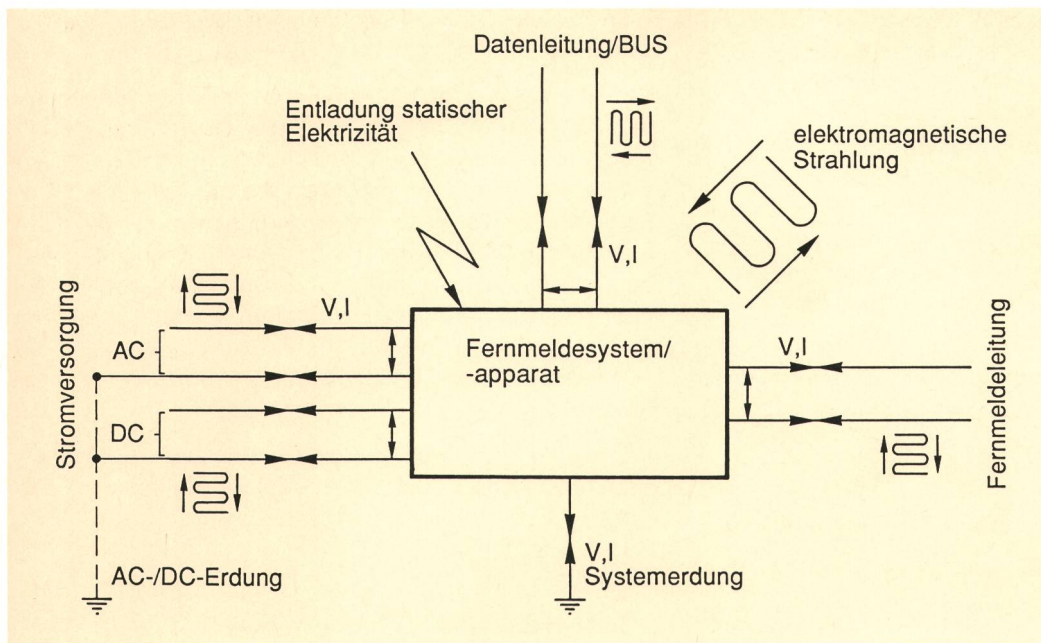 Datenleitung/BUS
Entladung statischer
Elektrizität
elektromagnetische
Strahlung
V,I
Stromversorgung
AC
DC
V,I
Fernmeldesystem/
-apparat
V,I
Fernmeldeleitung
V,I
Systemerdung
AC-/DC-Erdung